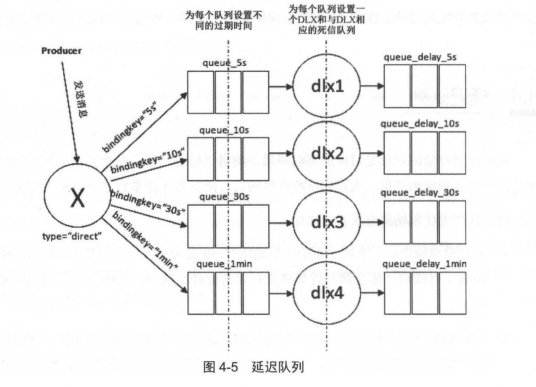 为每个队列设置不
同的过期时间
为每个队列设置一
个DLX和与DLX相
应的死信队列
Producer
发送消息
X
type="direct"
bindingkey="5s"
bindingkey="10s"
bindingkey="30s"
bindingkey="1min"
queue_5s
dlx1
queue_delay_5s
queue_10s
dlx2
queue_delay_10s
queue_30s
dlx3
queue_delay_30s
queue_1min
dlx4
queue_delay_1min
图 4-5 延迟队列